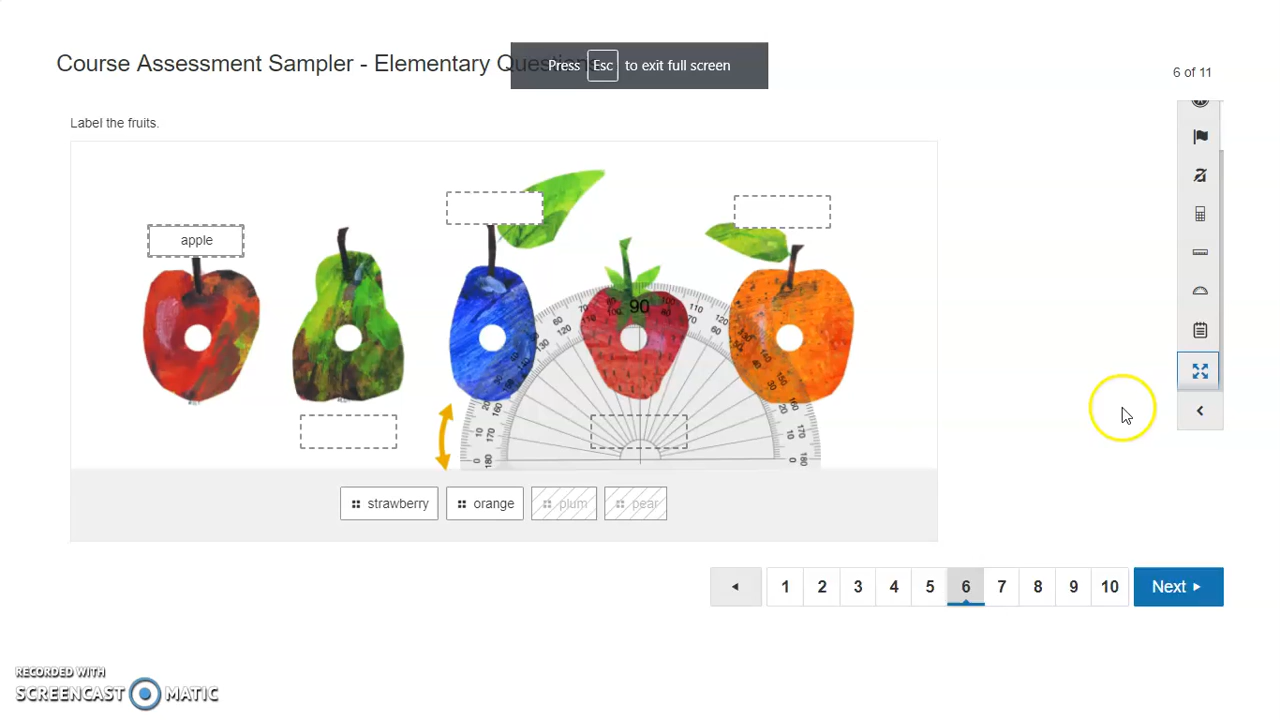 Course Assessment Sampler - Elementary Ques
Press Esc to exit full screen
6 of 11
Label the fruits.
apple
90
strawberry
orange
plum
pear
1 2 3 4 5 6 7 8 9 10 Next
RECORDED WITH
SCREENCAST MATIC